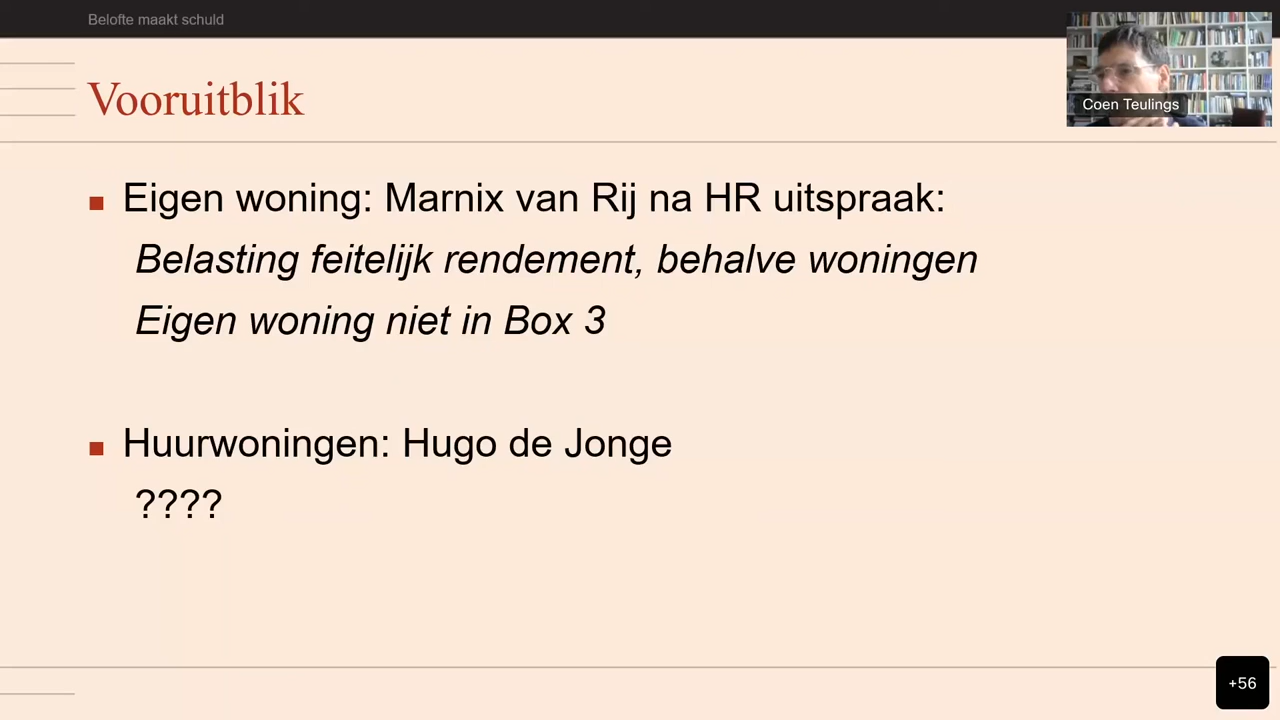 Belofte maakt schuld
Coen Teulings
Vooruitblik
Eigen woning: Marnix van Rij na HR uitspraak:
Belasting feitelijk rendement, behalve woningen
Eigen woning niet in Box 3
Huurwoningen: Hugo de Jonge
????
+56